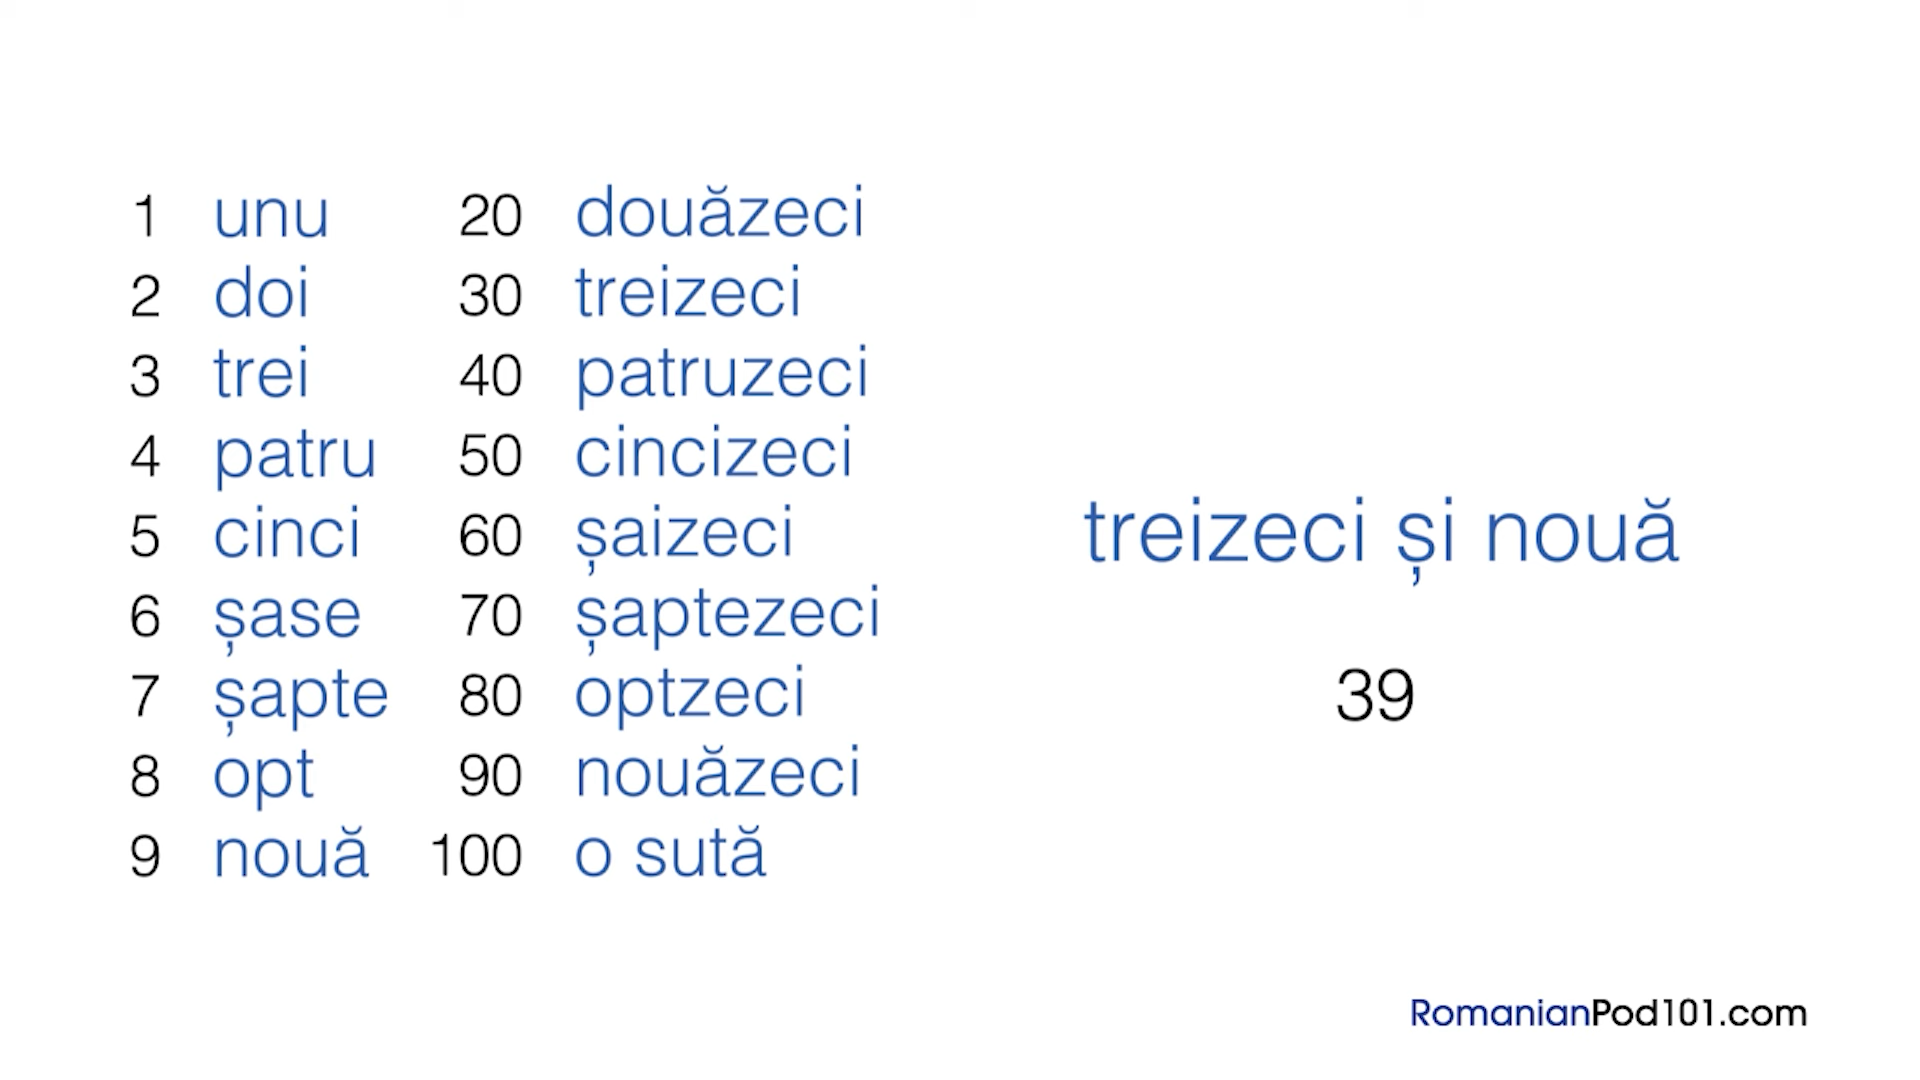 1 unu 20 douăzeci
2 doi 30 treizeci
3 trei 40 patruzeci
4 patru 50 cincizeci
5 cinci 60 șaizeci
6 șase 70 șaptezeci
7 șapte 80 optzeci
8 opt 90 nouăzeci
9 nouă 100 o sută
treizeci și nouă
39
RomanianPod101.com